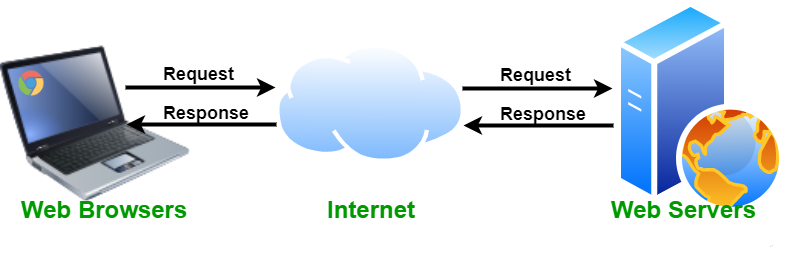 Request
Response
Request
Response
Web Browsers
Internet
Web Servers